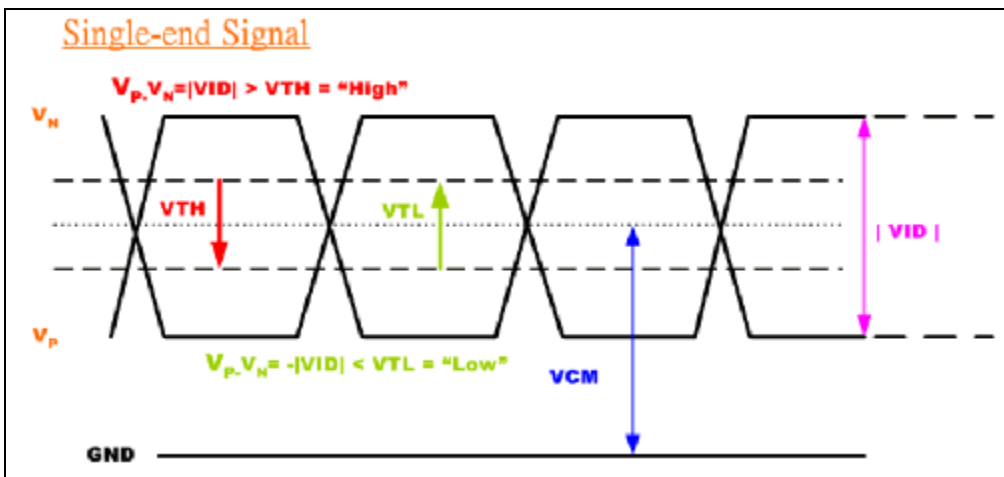 Single-end Signal
VP-VN=|VID| > VTH = “High”
VN
VTH
VTL
| VID |
VP
VP-VN= -|VID| < VTL = “Low”
VCM
GND